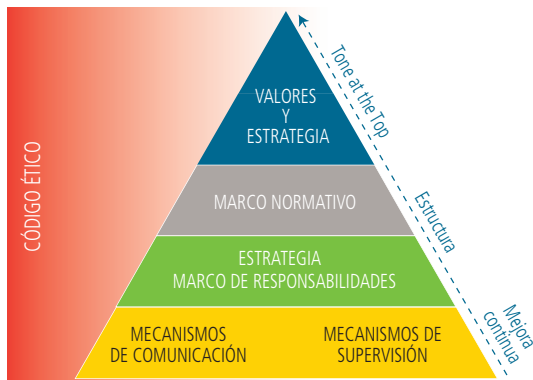 CÓDIGO ÉTICO
VALORES
Y
ESTRATEGIA
MARCO NORMATIVO
ESTRATEGIA
MARCO DE RESPONSABILIDADES
MECANISMOS
DE COMUNICACIÓN
MECANISMOS DE
SUPERVISIÓN
Tone at the Top
Estructura
Mejora
continua